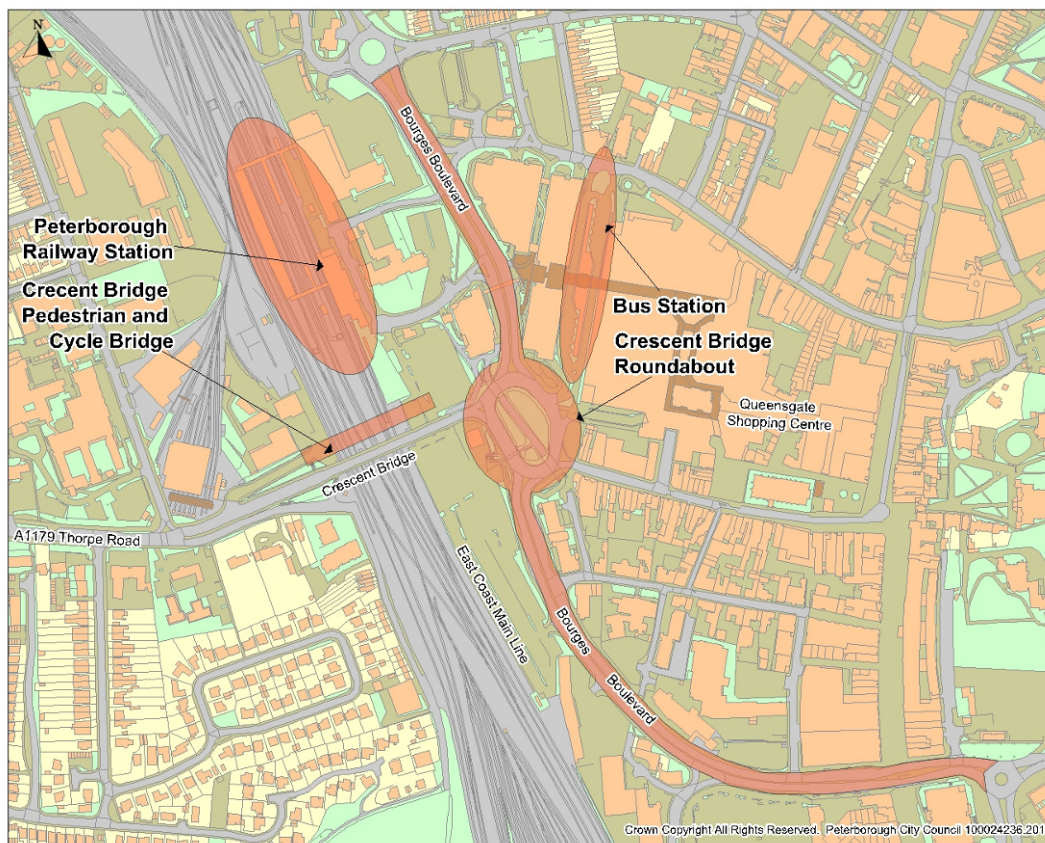 N
Bourges Boulevard
Peterborough
Railway Station
Crecent Bridge
Pedestrian and
Cycle Bridge
Bus Station
Crescent Bridge
Roundabout
Queensgate
Shopping Centre
Crescent Bridge
A1179 Thorpe Road
East Coast Main Line
Bourges
Boulevard
Crown Copyright All Rights Reserved. Peterborough City Council 100024236.201